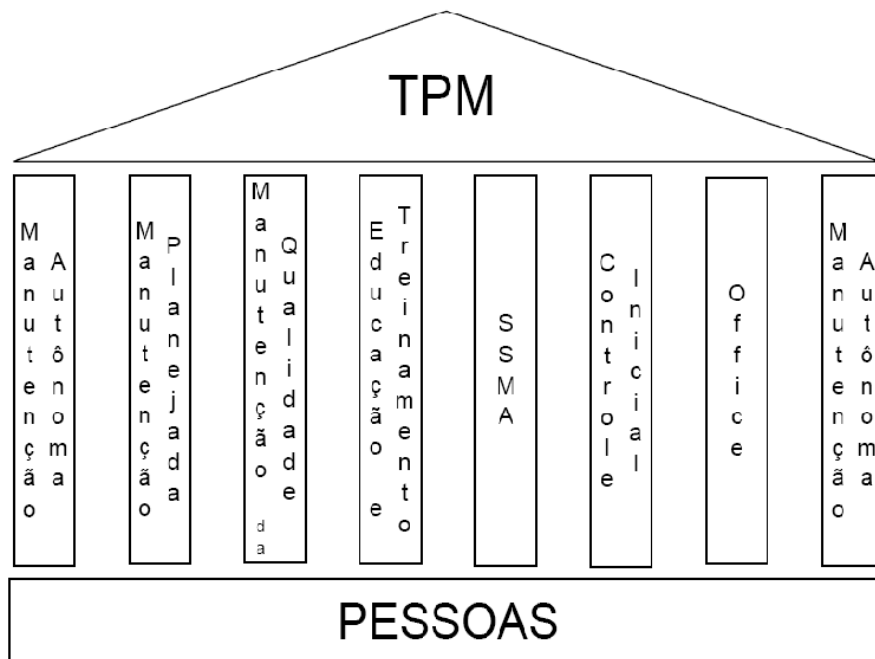 TPM
Manutenção
Autônoma
Manutenção
Planejada
Manutenção da
Qualidade
Educação e
Treinamento
SSMA
Controle
Inicial
Office
Manutenção
Autônoma
PESSOAS